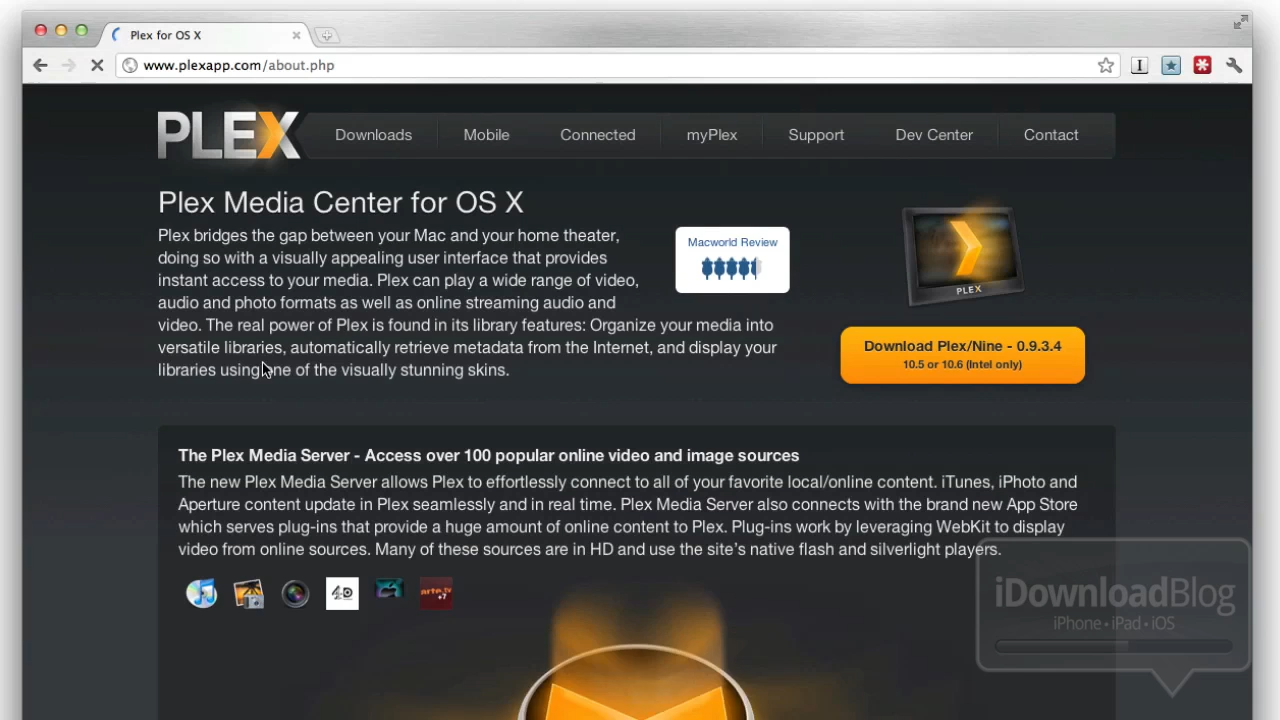 Plex for OS X
www.plexapp.com/about.php
PLEX
Downloads
Mobile
Connected
myPlex
Support
Dev Center
Contact
Plex Media Center for OS X
Plex bridges the gap between your Mac and your home theater,
doing so with a visually appealing user interface that provides
instant access to your media. Plex can play a wide range of video,
audio and photo formats as well as online streaming audio and
video. The real power of Plex is found in its library features: Organize your media into
versatile libraries, automatically retrieve metadata from the Internet, and display your
libraries using one of the visually stunning skins.
Macworld Review
PLEX
Download Plex/Nine - 0.9.3.4
10.5 or 10.6 (Intel only)
The Plex Media Server - Access over 100 popular online video and image sources
The new Plex Media Server allows Plex to effortlessly connect to all of your favorite local/online content. iTunes, iPhoto and
Aperture content update in Plex seamlessly and in real time. Plex Media Server also connects with the brand new App Store
which serves plug-ins that provide a huge amount of online content to Plex. Plug-ins work by leveraging WebKit to display
video from online sources. Many of these sources are in HD and use the site's native flash and silverlight players.
4D
arte.tv
+7
iDownloadBlog
iPhone • iPad • iOS